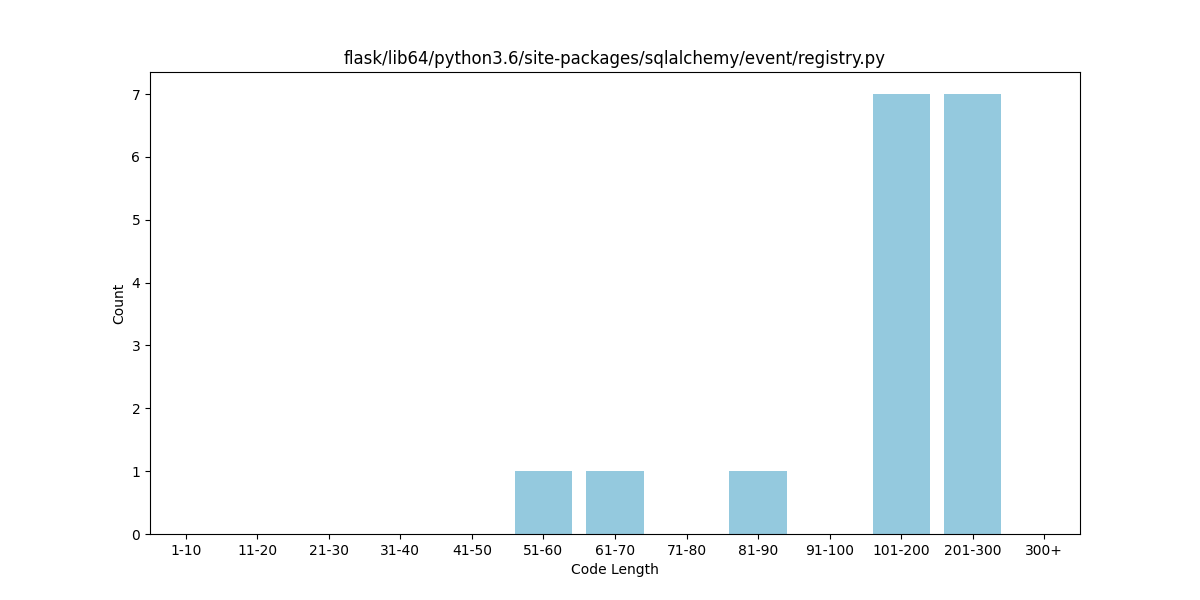 flask/lib64/python3.6/site-packages/sqlalchemy/event/registry.py
7
6
5
4
3
2
1
0
Count
1-10 11-20 21-30 31-40 41-50 51-60 61-70 71-80 81-90 91-100 101-200 201-300 300+
Code Length